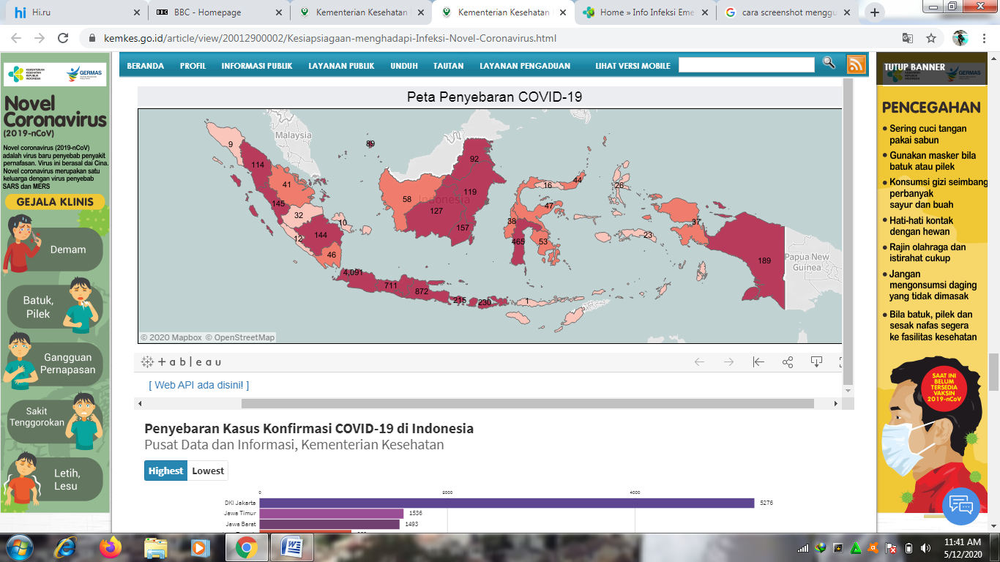 Hi.ru
BBC - Homepage
Kementerian Kesehatan
Kementerian Kesehatan
Home » Info Infeksi Eme
cara screenshot menggu
kemkes.go.id/article/view/20012900002/Kesiapsiagaan-menghadapi-Infeksi-Novel-Coronavirus.html
KEMENTERIAN
KESEHATAN
REPUBLIK
INDONESIA
GERMAS
Novel
Coronavirus
(2019-nCoV)
Novel coronavirus (2019-nCoV)
adalah virus baru penyebab penyakit
pernafasan. Virus ini berasal dai Cina.
Novel coronavirus merupakan satu
keluarga dengan virus penyebab
SARS dan MERS
GEJALA KLINIS
Demam
Batuk,
Pilek
Gangguan
Pernapasan
Sakit
Tenggorokan
Letih,
Lesu
BERANDA PROFIL INFORMASI PUBLIK LAYANAN PUBLIK UNDUH TAUTAN LAYANAN PENGADUAN LIHAT VERSI MOBILE
Peta Penyebaran COVID-19
Malaysia
9
89
114
92
41
44
16
26
119
58
Indonesia
145
47
127
32
10
38
37
157
144
12
23
465
53
46
189
Papua New
Guinea
4,091
711
872
215
230
1
© 2020 Mapbox © OpenStreetMap
+ a b | e a u
[ Web API ada disini! ]
Penyebaran Kasus Konfirmasi COVID-19 di Indonesia
Pusat Data dan Informasi, Kementerian Kesehatan
Highest Lowest
0 2000 4000
DKI Jakarta 5276
Jawa Timur 1536
Jawa Barat 1493
TUTUP BANNER
GERMAS
PENCEGAHAN
• Sering cuci tangan
pakai sabun
• Gunakan masker bila
batuk atau pilek
• Konsumsi gizi seimbang
perbanyak
sayur dan buah
• Hati-hati kontak
dengan hewan
• Rajin olahraga dan
istirahat cukup
• Jangan
mengonsumsi daging
yang tidak dimasak
• Bila batuk, pilek dan
sesak nafas segera
ke fasilitas kesehatan
SAAT INI
BELUM
TERSEDIA
VAKSIN
2019-nCoV
11:41 AM
5/12/2020